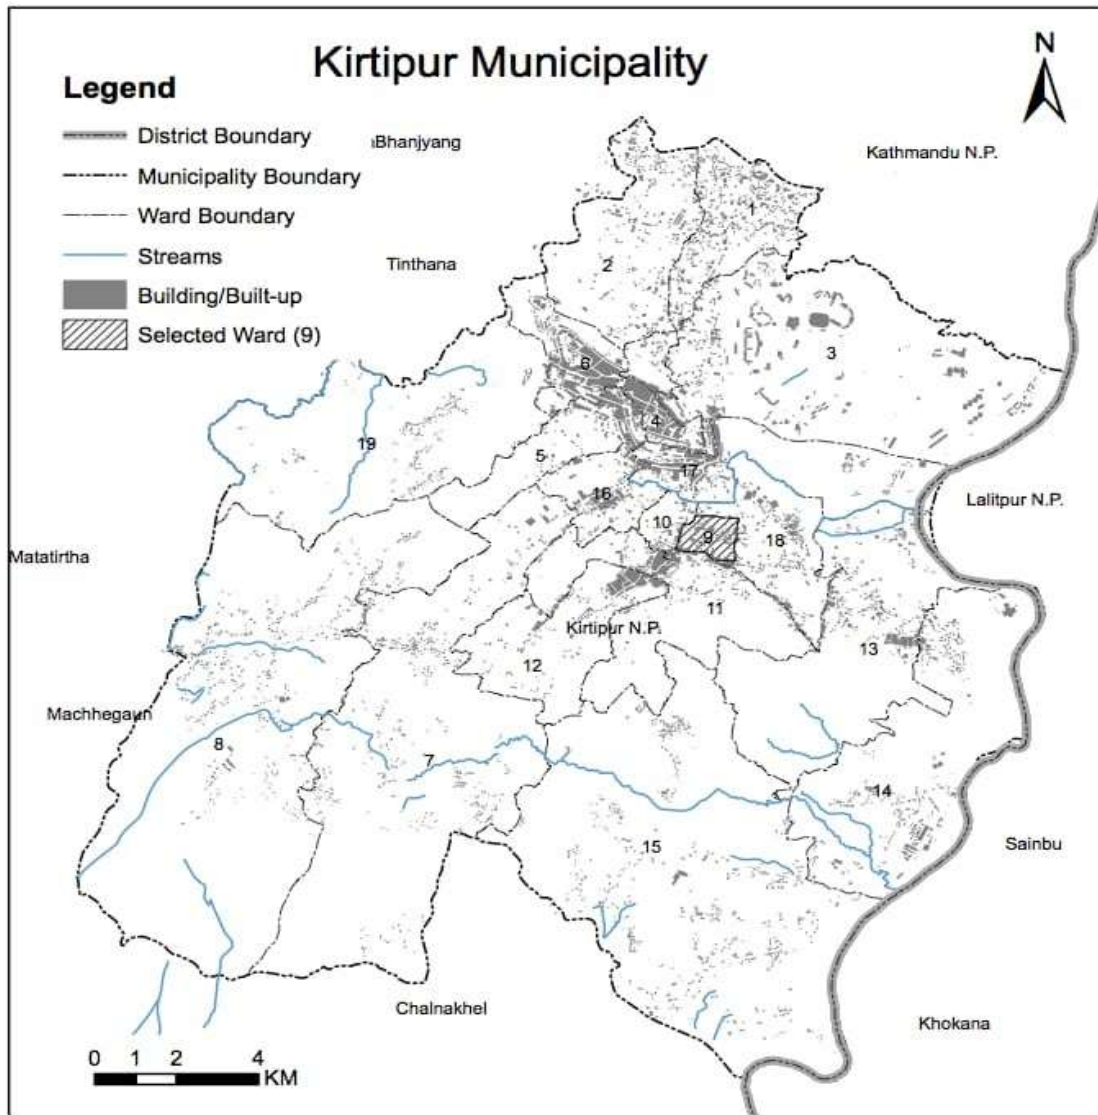 Kirtipur Municipality
N
Legend
District Boundary
Municipality Boundary
Ward Boundary
Streams
Building/Built-up
Selected Ward (9)
Bhanjyang
Kathmandu N.P.
1
2
Tinthana
3
6
4
19
5
17
16
Lalitpur N.P.
10
9
18
Matatirtha
11
Kirtipur N.P.
13
12
Machhegaun
8
7
14
15
Sainbu
Chalnakhel
Khokana
0 1 2 4
KM